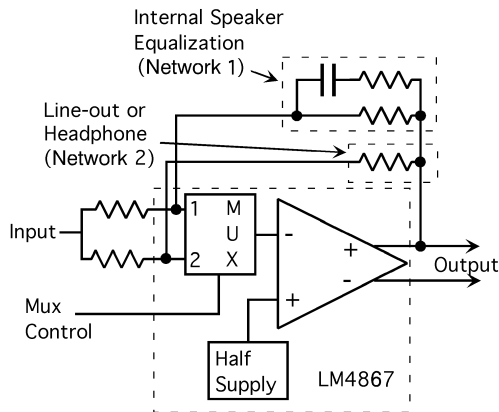 Internal Speaker
Equalization
(Network 1)
Line-out or
Headphone
(Network 2)
Input
1
2
M
U
X
-
+
+
-
Output
Mux
Control
Half
Supply
LM4867